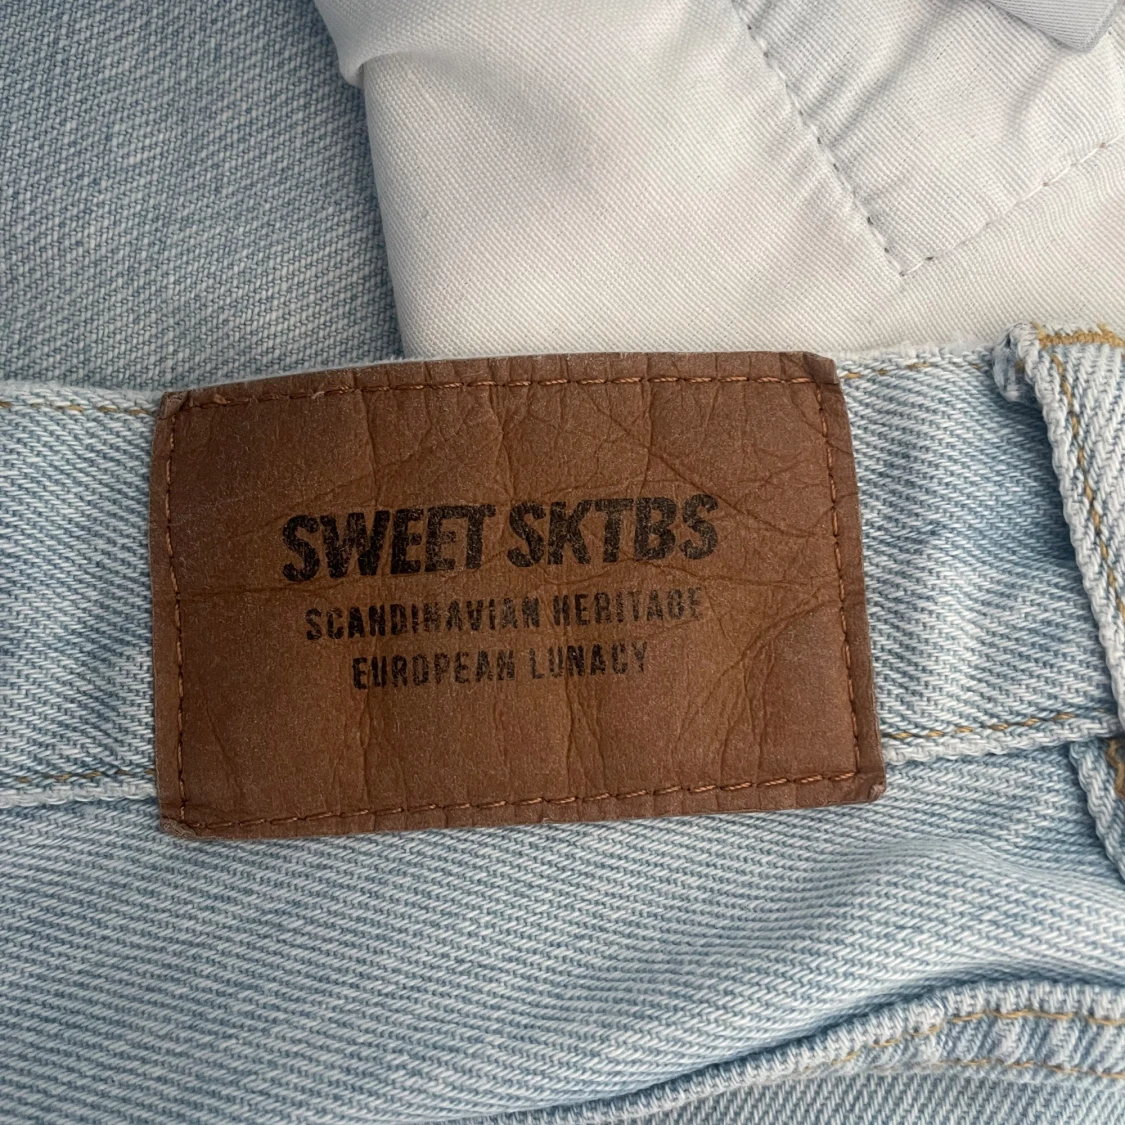 SWEET SKTBS
SCANDINAVIAN HERITAGE
EUROPEAN LUNACY